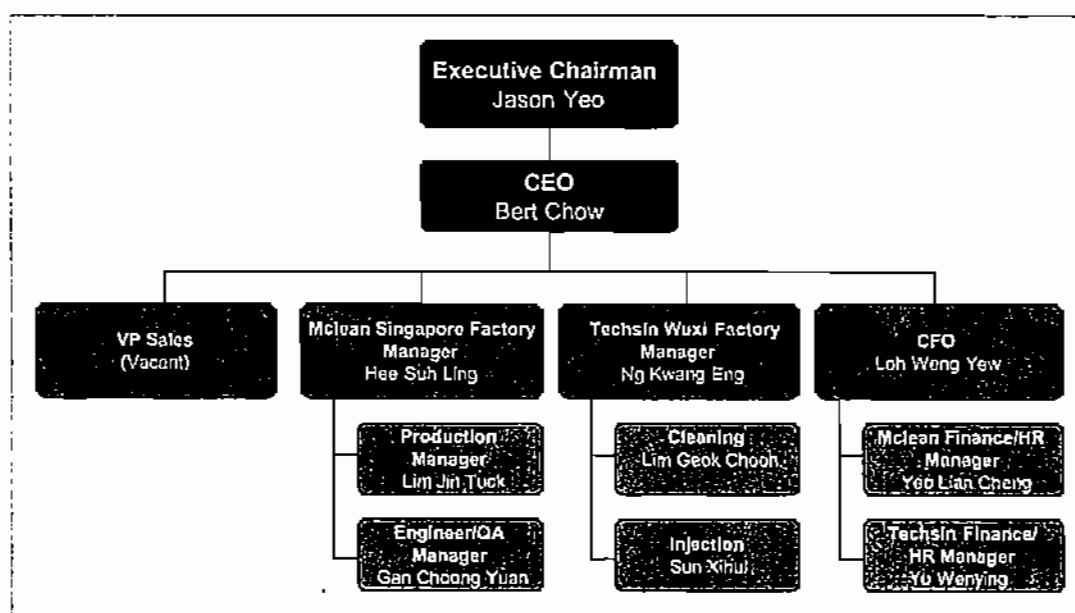 Executive Chairman
Jason Yeo
CEO
Bert Chow
VP Sales
(Vacant)
Mclean Singapore Factory
Manager
Hee Suh Ling
Techsin Wuxi Factory
Manager
Ng Kwang Eng
CFO
Loh Wong Yew
Production
Manager
Lim Jin Tuck
Engineer/QA
Manager
Gan Choong Yuan
Cleaning
Lim Geok Chooh
Injection
Sun Xihui
Mclean Finance/HR
Manager
Yeo Lian Cheng
Techsin Finance/
HR Manager
Yu Wenying